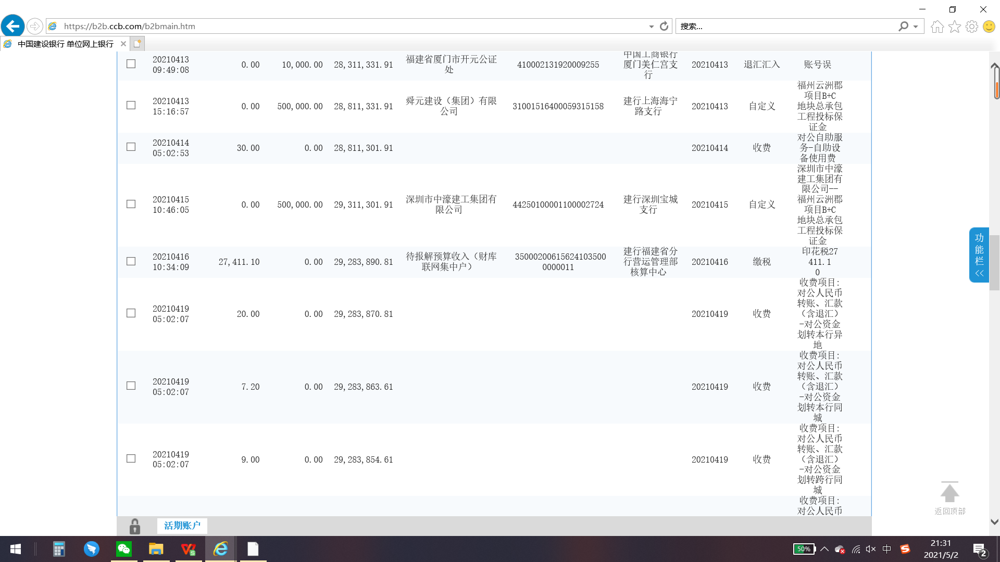 https://b2b.ccb.com/b2bmain.htm
搜索...
中国建设银行 单位网上银行
20210413
09:49:08
0.00
10,000.00
28,311,331.91
福建省厦门市开元公证
处
410002131920009255
中国工商银行
厦门美仁宫支
行
20210413
退汇汇入
账号误
20210413
15:16:57
0.00
500,000.00
28,811,331.91
舜元建设（集团）有限
公司
31001516400059315158
建行上海海宁
路支行
20210413
自定义
福州云洲郡
项目B+C
地块总承包
工程投标保
证金
20210414
05:02:53
30.00
0.00
28,811,301.91
20210414
收费
对公自助服
务-自助设
备使用费
20210415
10:46:05
0.00
500,000.00
29,311,301.91
深圳市中濠建工集团有
限公司
44250100001100002724
建行深圳宝城
支行
20210415
自定义
深圳市中濠
建工集团有
限公司--
福州云洲郡
项目B+C
地块总承包
工程投标保
证金
20210416
10:34:09
27,411.10
0.00
29,283,890.81
待报解预算收入（财库
联网集中户）
35000200615624103500
0000011
建行福建省分
行营运管理部
核算中心
20210416
缴税
印花税27
411.1
0
20210419
05:02:07
20.00
0.00
29,283,870.81
20210419
收费
收费项目:
对公人民币
转账、汇款
（含退汇）
-对公资金
划转本行异
地
20210419
05:02:07
7.20
0.00
29,283,863.61
20210419
收费
收费项目:
对公人民币
转账、汇款
（含退汇）
-对公资金
划转本行同
城
20210419
05:02:07
9.00
0.00
29,283,854.61
20210419
收费
收费项目:
对公人民币
转账、汇款
（含退汇）
-对公资金
划转跨行同
城
收费项目:
对公人民币
功
能
栏
<<
返回顶部
活期账户
50%
中
21:31
2021/5/2
2